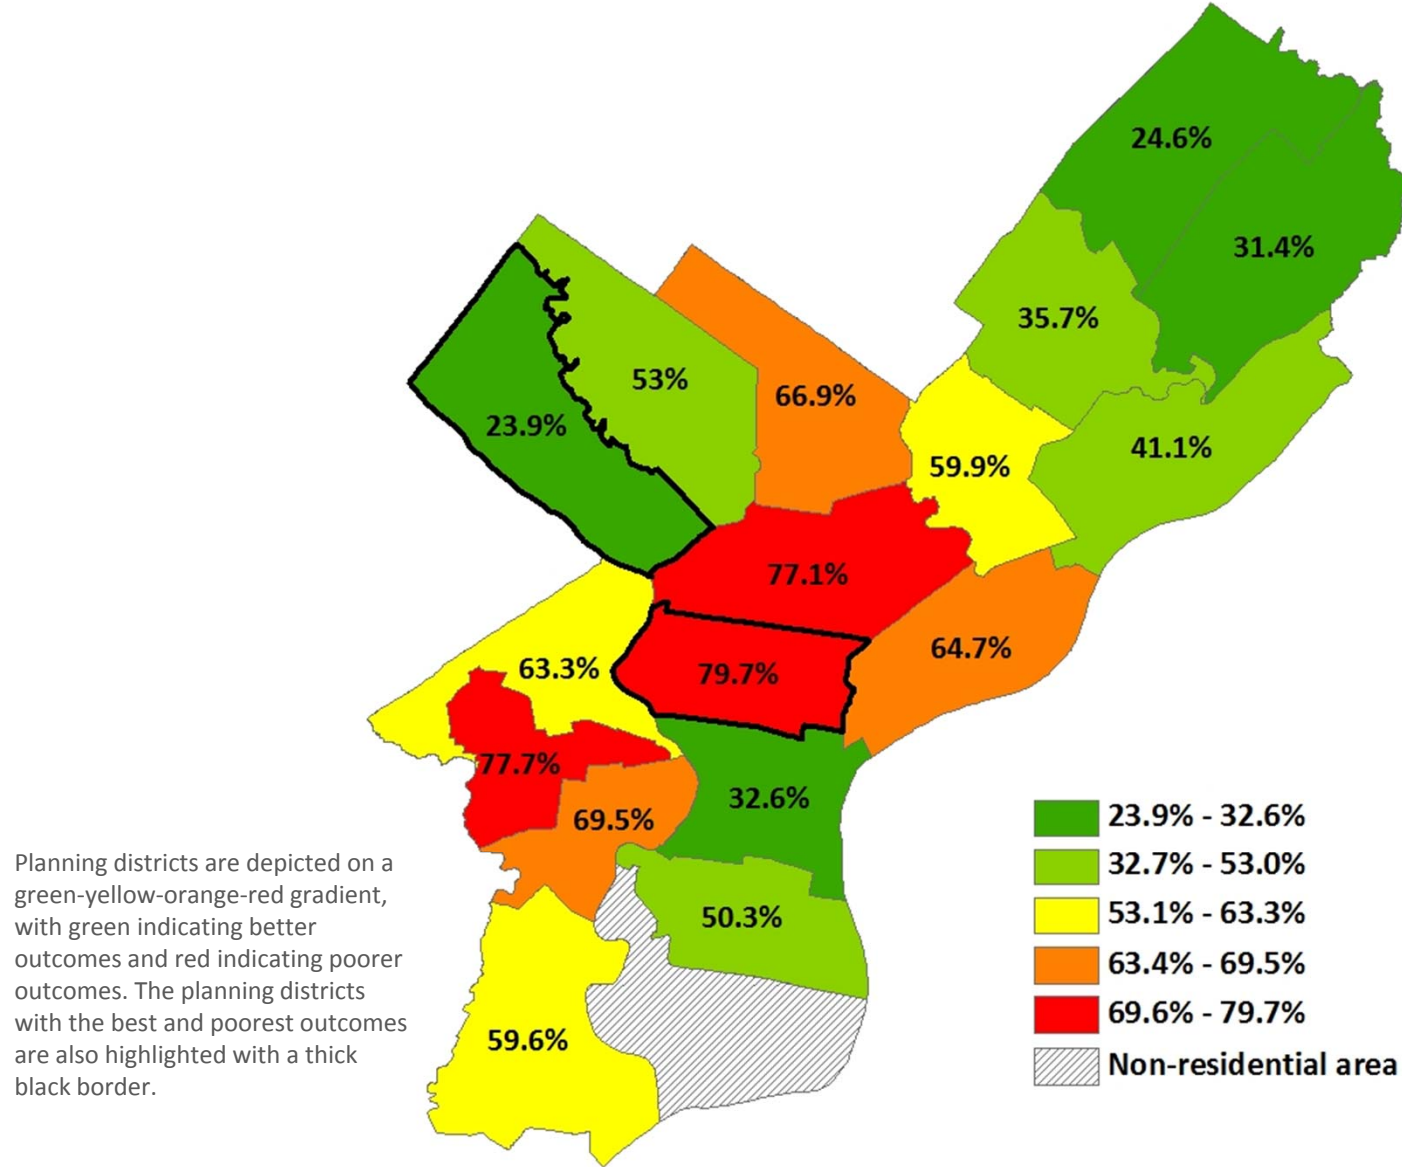 24.6%
31.4%
35.7%
53%
66.9%
23.9%
59.9%
41.1%
77.1%
64.7%
63.3%
79.7%
77.7%
32.6%
69.5%
50.3%
59.6%
Planning districts are depicted on a
green-yellow-orange-red gradient,
with green indicating better
outcomes and red indicating poorer
outcomes. The planning districts
with the best and poorest outcomes
are also highlighted with a thick
black border.
23.9% - 32.6%
32.7% - 53.0%
53.1% - 63.3%
63.4% - 69.5%
69.6% - 79.7%
Non-residential area